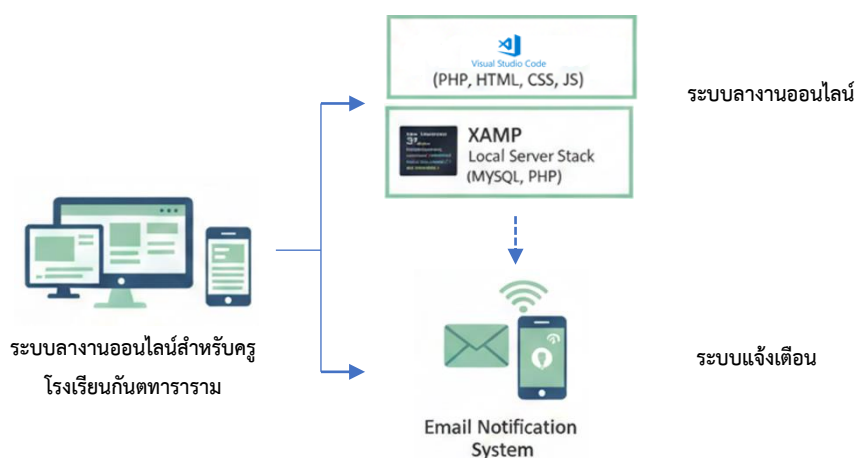 Visual Studio Code
(PHP, HTML, CSS, JS)
ระบบลางานออนไลน์
XAMP
Local Server Stack
(MYSQL, PHP)
ระบบลางานออนไลน์สำหรับครู
โรงเรียนกันตทาราราม
ระบบแจ้งเตือน
Email Notification
System